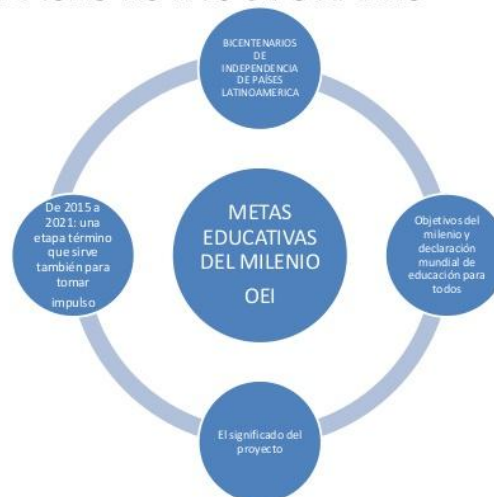 BICENTENARIOS
DE
INDEPENDENCIA
DE PAÍSES
LATINOAMERICA
METAS
EDUCATIVAS
DEL MILENIO
OEI
Objetivos del
milenio y
declaración
mundial de
educación para
todos
El significado del
proyecto
De 2015 a
2021: una
etapa término
que sirve
también para
tomar
impulso